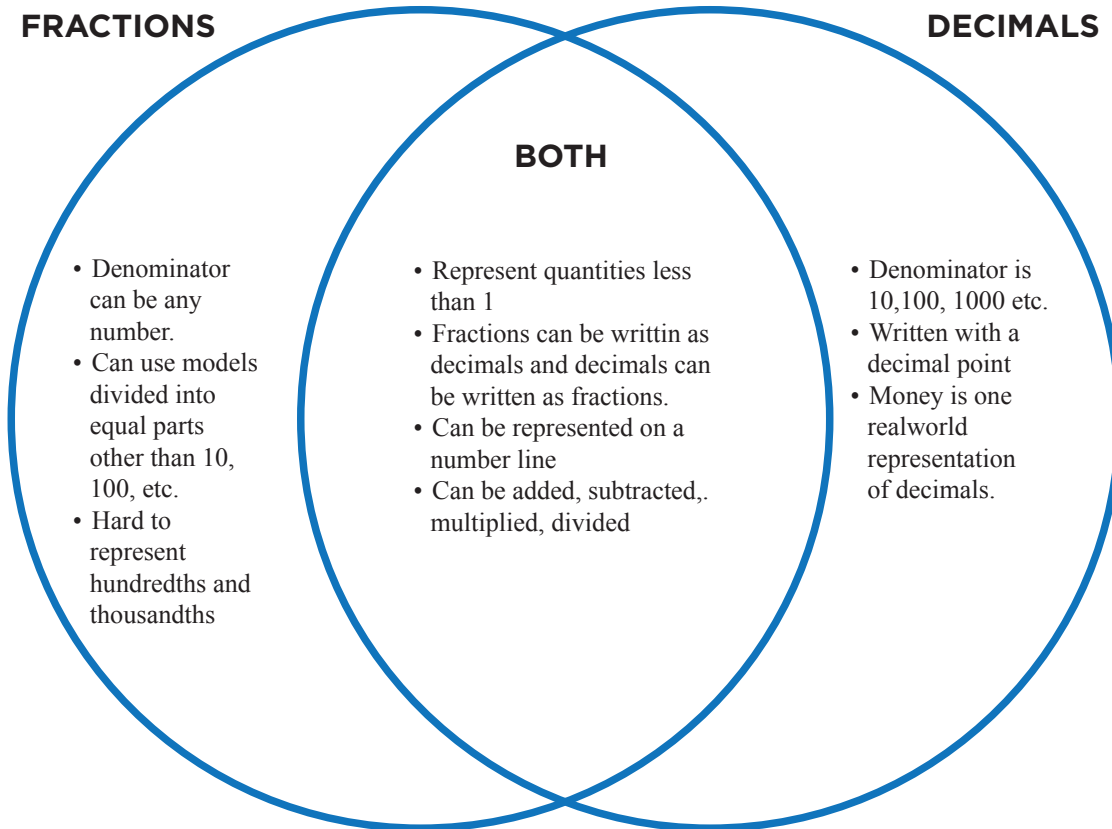 FRACTIONS
DECIMALS
BOTH
• Denominator
can be any
number.
• Can use models
divided into
equal parts
other than 10,
100, etc.
• Hard to
represent
hundredths and
thousandths
• Represent quantities less
than 1
• Fractions can be writtin as
decimals and decimals can
be written as fractions.
• Can be represented on a
number line
• Can be added, subtracted,.
multiplied, divided
• Denominator is
10,100, 1000 etc.
• Written with a
decimal point
• Money is one
realworld
representation
of decimals.